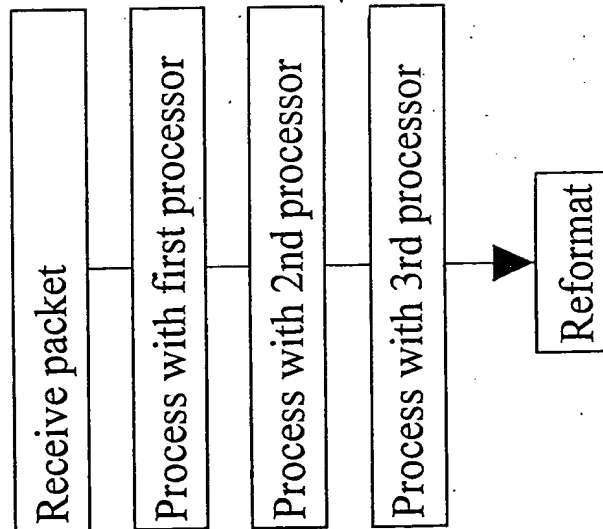 Receive packet
Process with first processor
Process with 2nd processor
Process with 3rd processor
Reformat